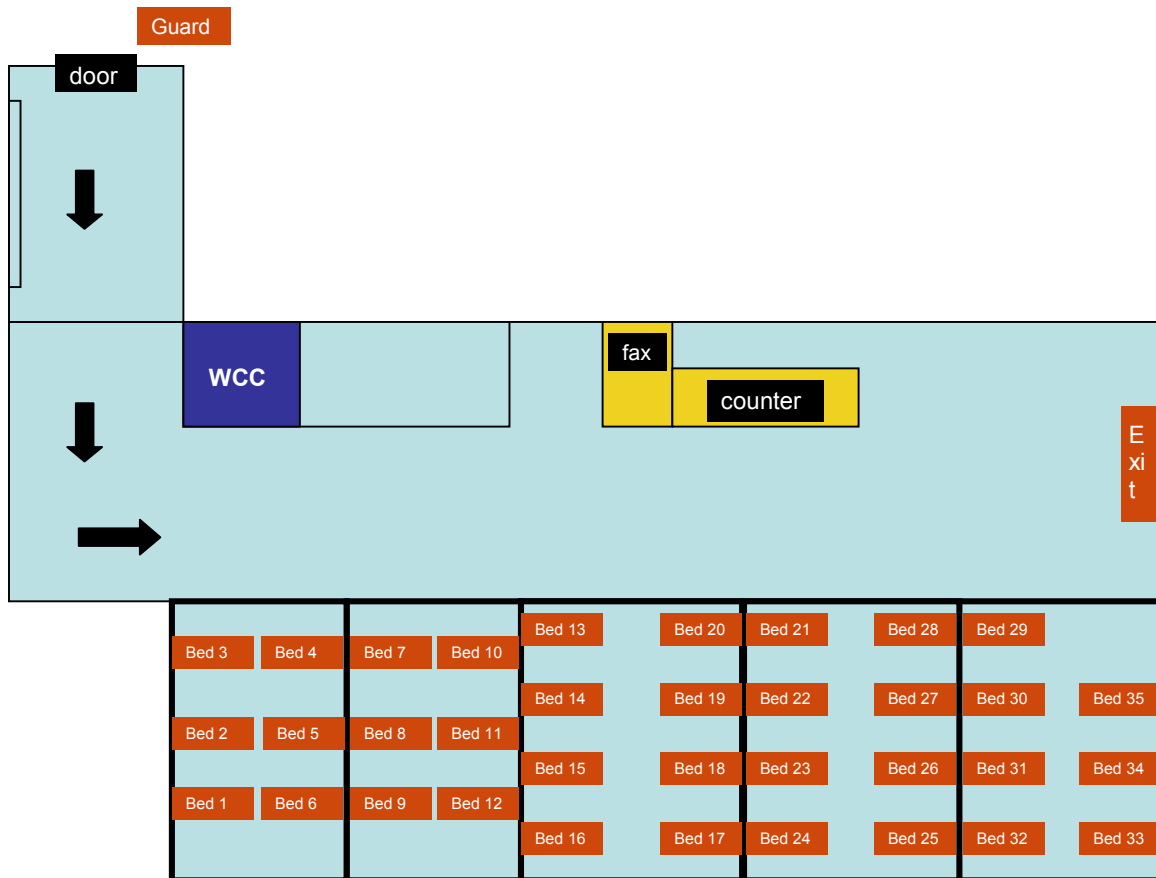 Guard
door
WCC
fax
counter
E
xi
t
Bed 3
Bed 4
Bed 7
Bed 10
Bed 13
Bed 20
Bed 21
Bed 28
Bed 29
Bed 2
Bed 5
Bed 8
Bed 11
Bed 14
Bed 19
Bed 22
Bed 27
Bed 30
Bed 35
Bed 1
Bed 6
Bed 9
Bed 12
Bed 15
Bed 18
Bed 23
Bed 26
Bed 31
Bed 34
Bed 16
Bed 17
Bed 24
Bed 25
Bed 32
Bed 33